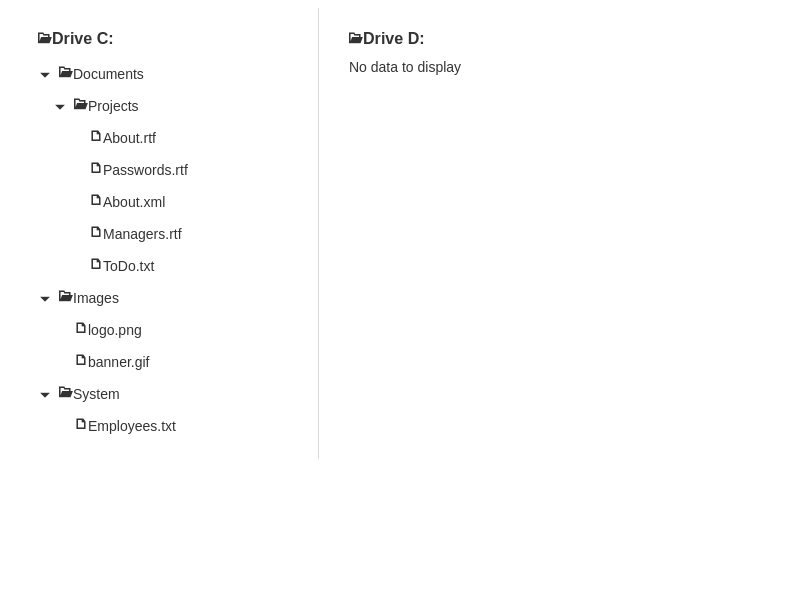 Drive C:
Documents
Projects
About.rtf
Passwords.rtf
About.xml
Managers.rtf
ToDo.txt
Images
logo.png
banner.gif
System
Employees.txt
Drive D:
No data to display